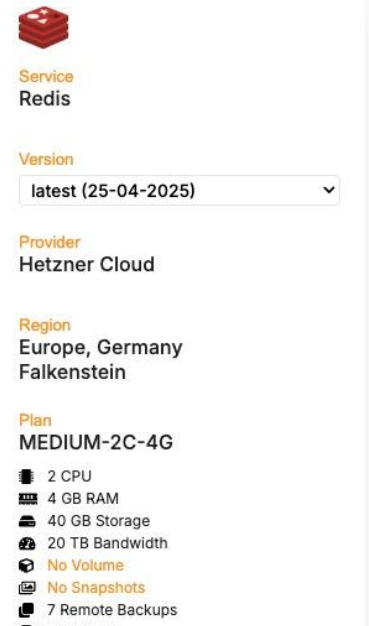 Service
Redis
Version
latest (25-04-2025)
Provider
Hetzner Cloud
Region
Europe, Germany
Falkenstein
Plan
MEDIUM-2C-4G
2 CPU
4 GB RAM
40 GB Storage
20 TB Bandwidth
No Volume
No Snapshots
7 Remote Backups